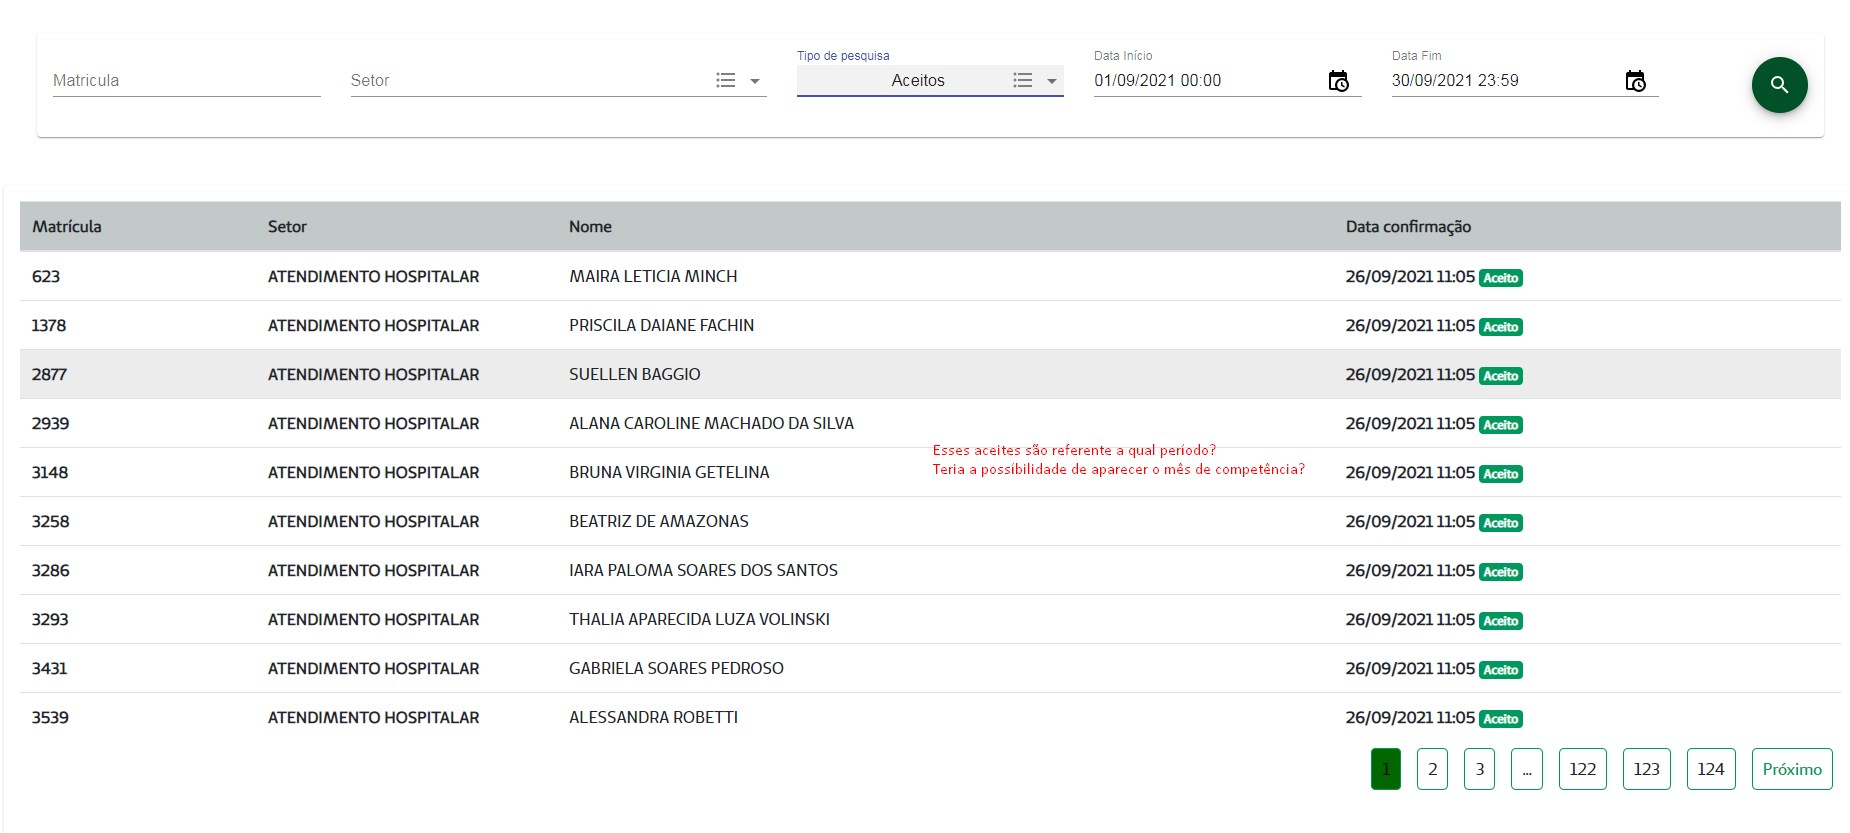 Tipo de pesquisa Data Início Data Fim
Matricula Setor Aceitos 01/09/2021 00:00 30/09/2021 23:59
Matrícula Setor Nome Data confirmação
623 ATENDIMENTO HOSPITALAR MAIRA LETICIA MINCH 26/09/2021 11:05 Aceito
1378 ATENDIMENTO HOSPITALAR PRISCILA DAIANE FACHIN 26/09/2021 11:05 Aceito
2877 ATENDIMENTO HOSPITALAR SUELLEN BAGGIO 26/09/2021 11:05 Aceito
2939 ATENDIMENTO HOSPITALAR ALANA CAROLINE MACHADO DA SILVA 26/09/2021 11:05 Aceito
Esses aceites são referente a qual período?
Teria a possibilidade de aparecer o mês de competência?
3148 ATENDIMENTO HOSPITALAR BRUNA VIRGINIA GETELINA 26/09/2021 11:05 Aceito
3258 ATENDIMENTO HOSPITALAR BEATRIZ DE AMAZONAS 26/09/2021 11:05 Aceito
3286 ATENDIMENTO HOSPITALAR IARA PALOMA SOARES DOS SANTOS 26/09/2021 11:05 Aceito
3293 ATENDIMENTO HOSPITALAR THALIA APARECIDA LUZA VOLINSKI 26/09/2021 11:05 Aceito
3431 ATENDIMENTO HOSPITALAR GABRIELA SOARES PEDROSO 26/09/2021 11:05 Aceito
3539 ATENDIMENTO HOSPITALAR ALESSANDRA ROBETTI 26/09/2021 11:05 Aceito
1 2 3 ... 122 123 124 Próximo